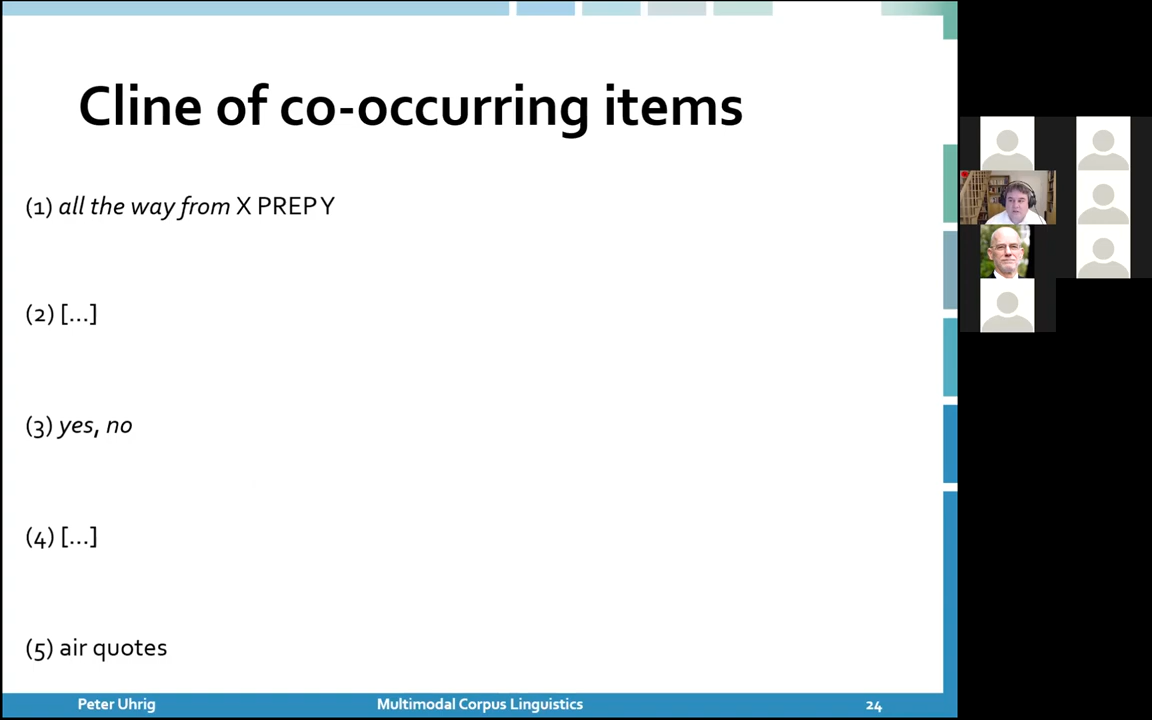 Cline of co-occurring items
(1) all the way from X PREP Y
(2) [...]
(3) yes, no
(4) [...]
(5) air quotes
Peter Uhrig
Multimodal Corpus Linguistics
24